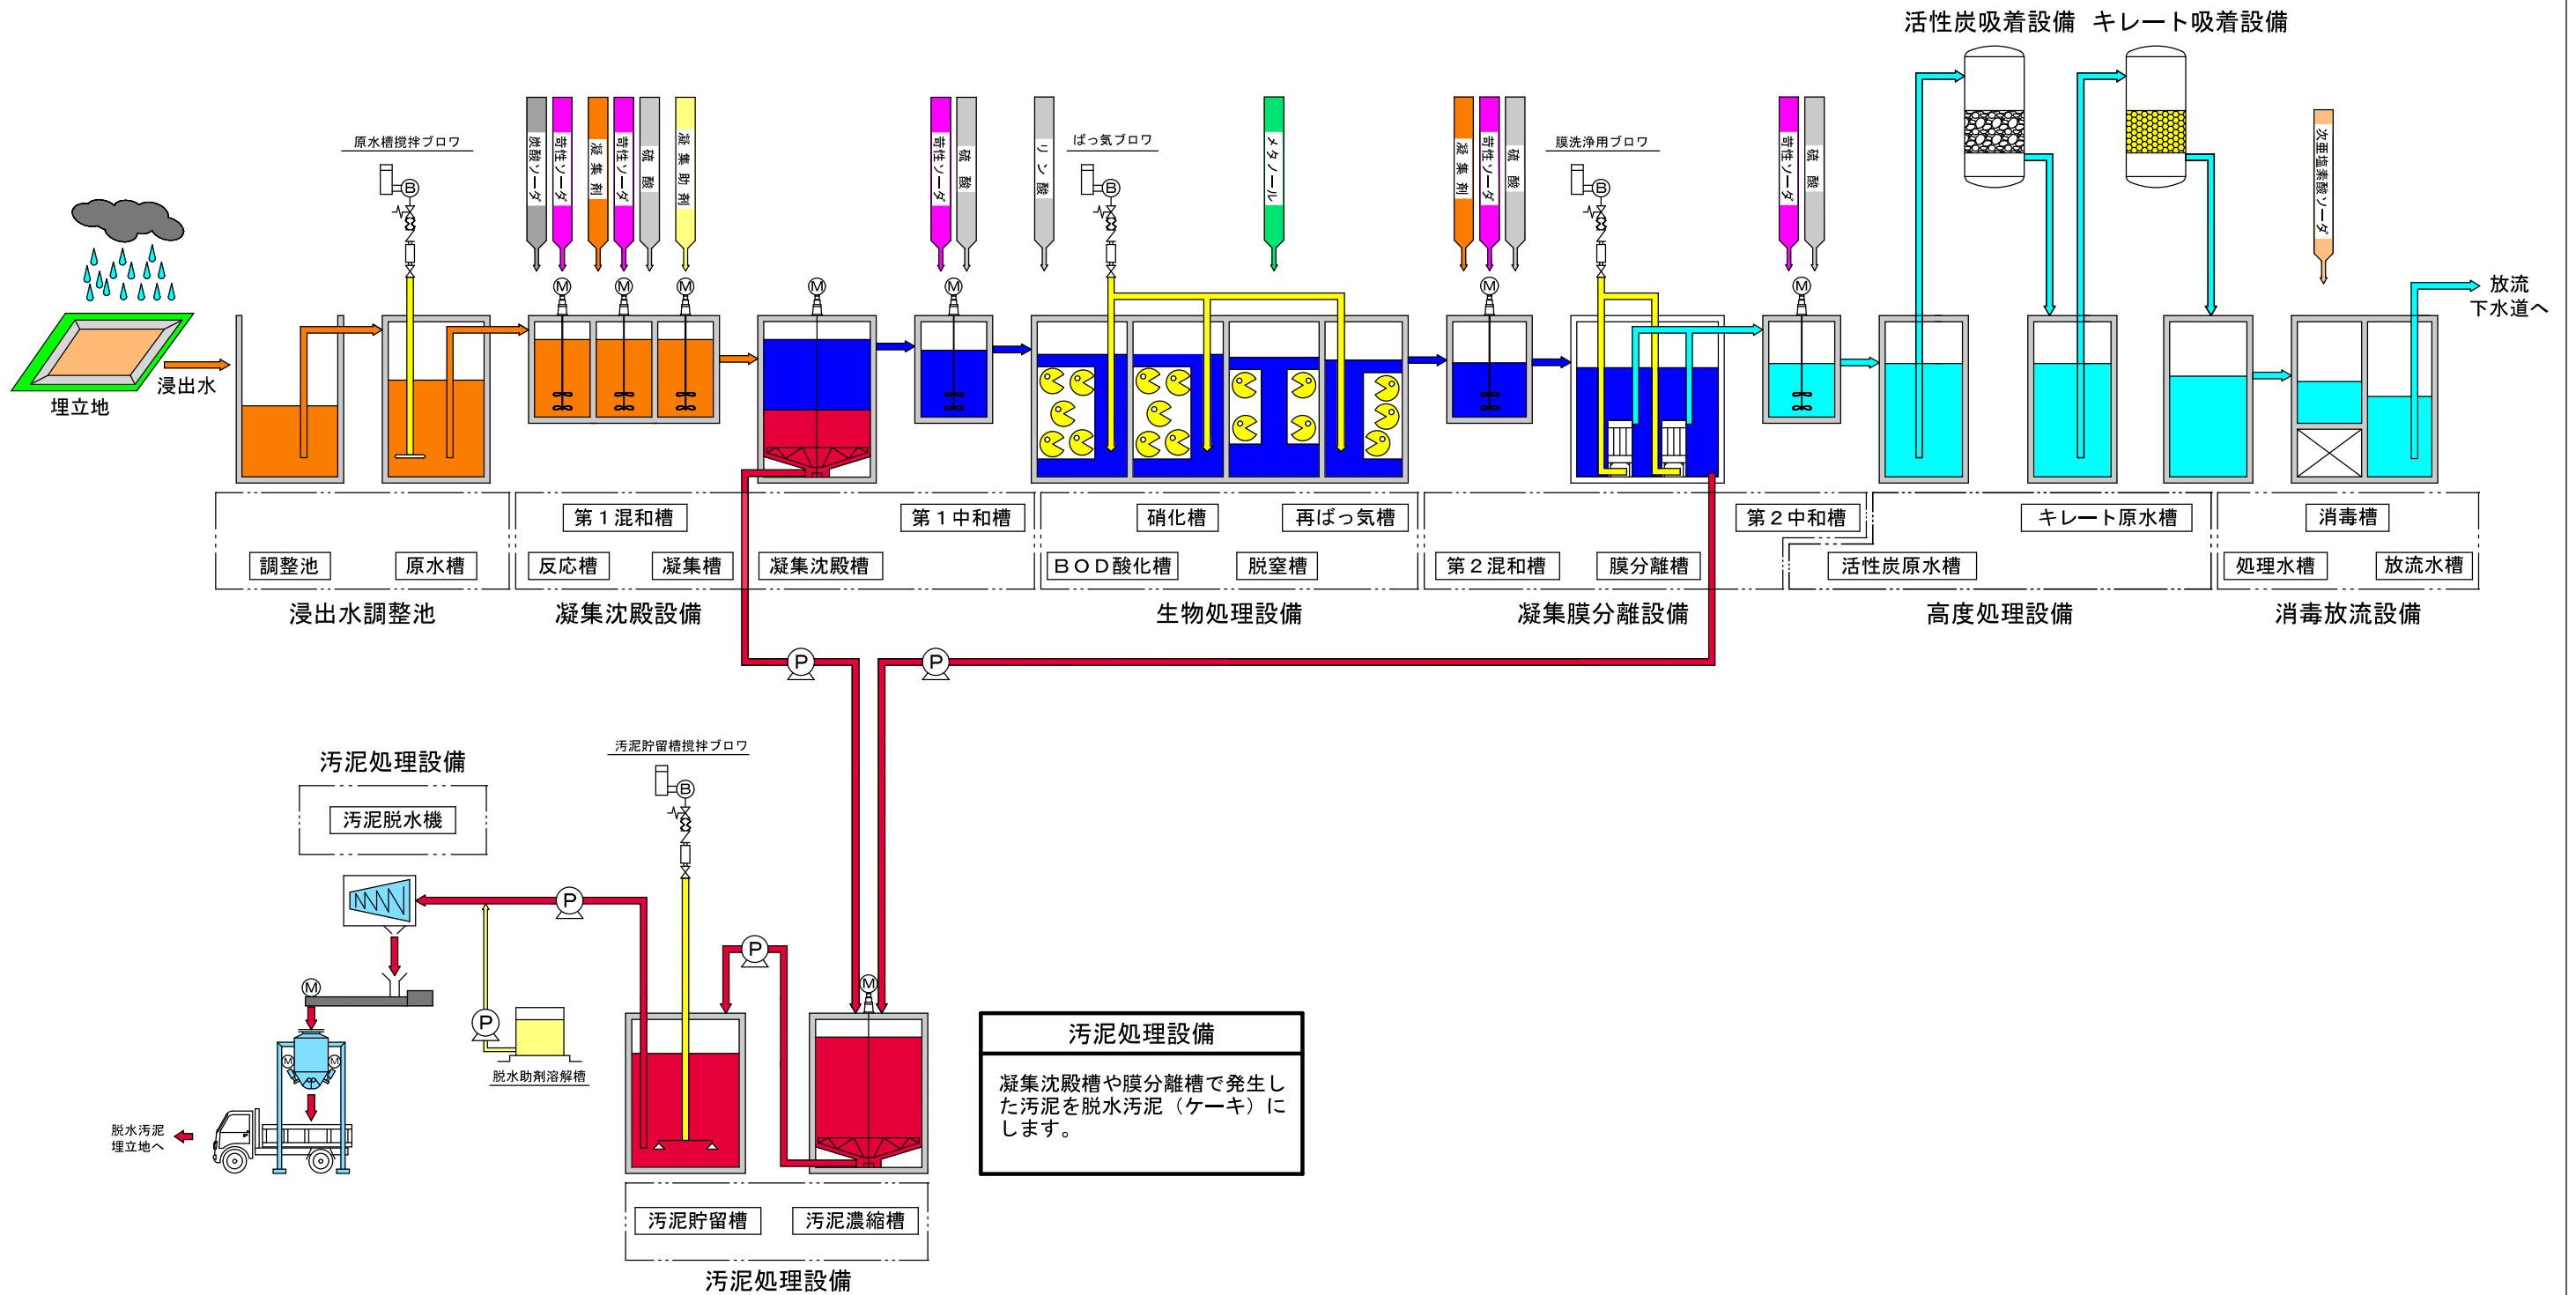 活性炭吸着設備 キレート吸着設備
原水槽撹拌ブロワ
炭酸ソーダ
苛性ソーダ
凝集剤
苛性ソーダ
硫酸
凝集助剤
苛性ソーダ
硫酸
リン酸
ばっ気ブロワ
メタノール
凝集剤
苛性ソーダ
硫酸
膜洗浄用ブロワ
苛性ソーダ
硫酸
次亜塩素酸ソーダ
B
B
B
M
M
M
M
M
M
M
放流
下水道へ
浸出水
埋立地
第1混和槽
第1中和槽
硝化槽
再ばっ気槽
第2中和槽
キレート原水槽
消毒槽
調整池
原水槽
反応槽
凝集槽
凝集沈殿槽
BOD酸化槽
脱窒槽
第2混和槽
膜分離槽
活性炭原水槽
処理水槽
放流水槽
浸出水調整池
凝集沈殿設備
生物処理設備
凝集膜分離設備
高度処理設備
消毒放流設備
P
P
汚泥処理設備
汚泥脱水機
汚泥貯留槽撹拌ブロワ
B
P
P
M
M
P
M
M
脱水助剤溶解槽
脱水汚泥
埋立地へ
汚泥処理設備
凝集沈殿槽や膜分離槽で発生し
た汚泥を脱水汚泥（ケーキ）に
します。
汚泥貯留槽
汚泥濃縮槽
汚泥処理設備